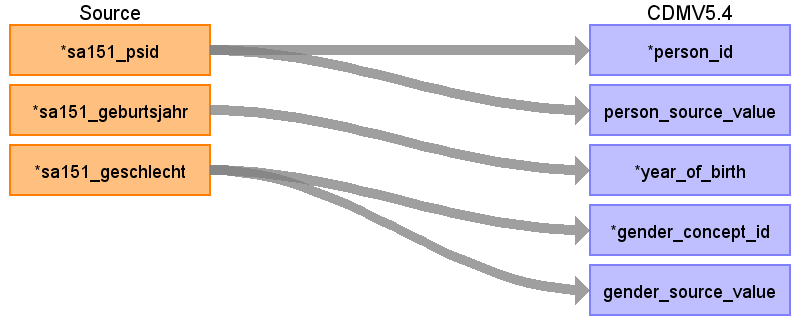 Source
CDMV5.4
*sa151_psid
*person_id
*sa151_geburtsjahr
person_source_value
*sa151_geschlecht
*year_of_birth
*gender_concept_id
gender_source_value